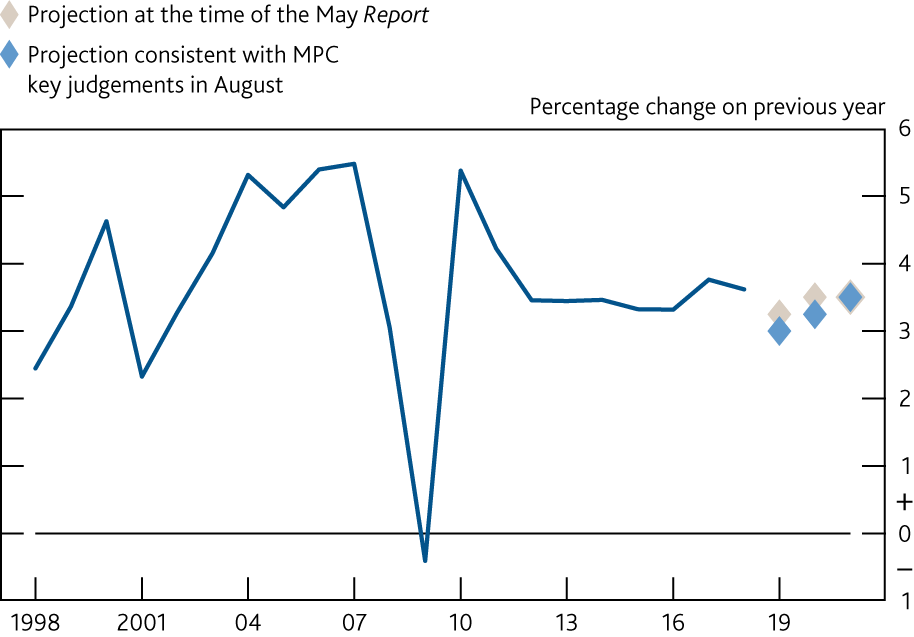 Projection at the time of the May Report
Projection consistent with MPC
key judgements in August
Percentage change on previous year
6
5
4
3
2
1
+
0
–
1
1998 2001 04 07 10 13 16 19